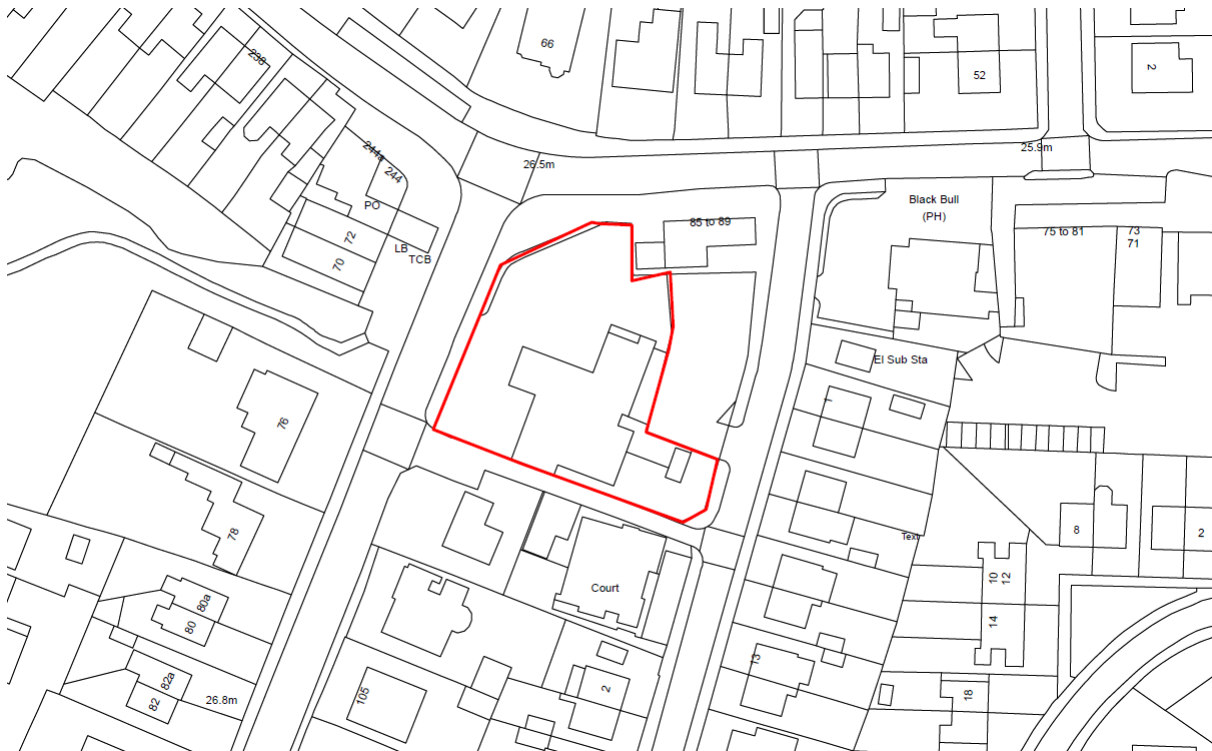 66
52
2
238
26.5m
25.9m
244a
244
PO
72
LB
TCB
70
85 to 89
Black Bull
(PH)
75 to 81
73
71
El Sub Sta
1
76
78
8
2
Text
10
12
14
Court
80a
80
82a
82
26.8m
105
2
13
18